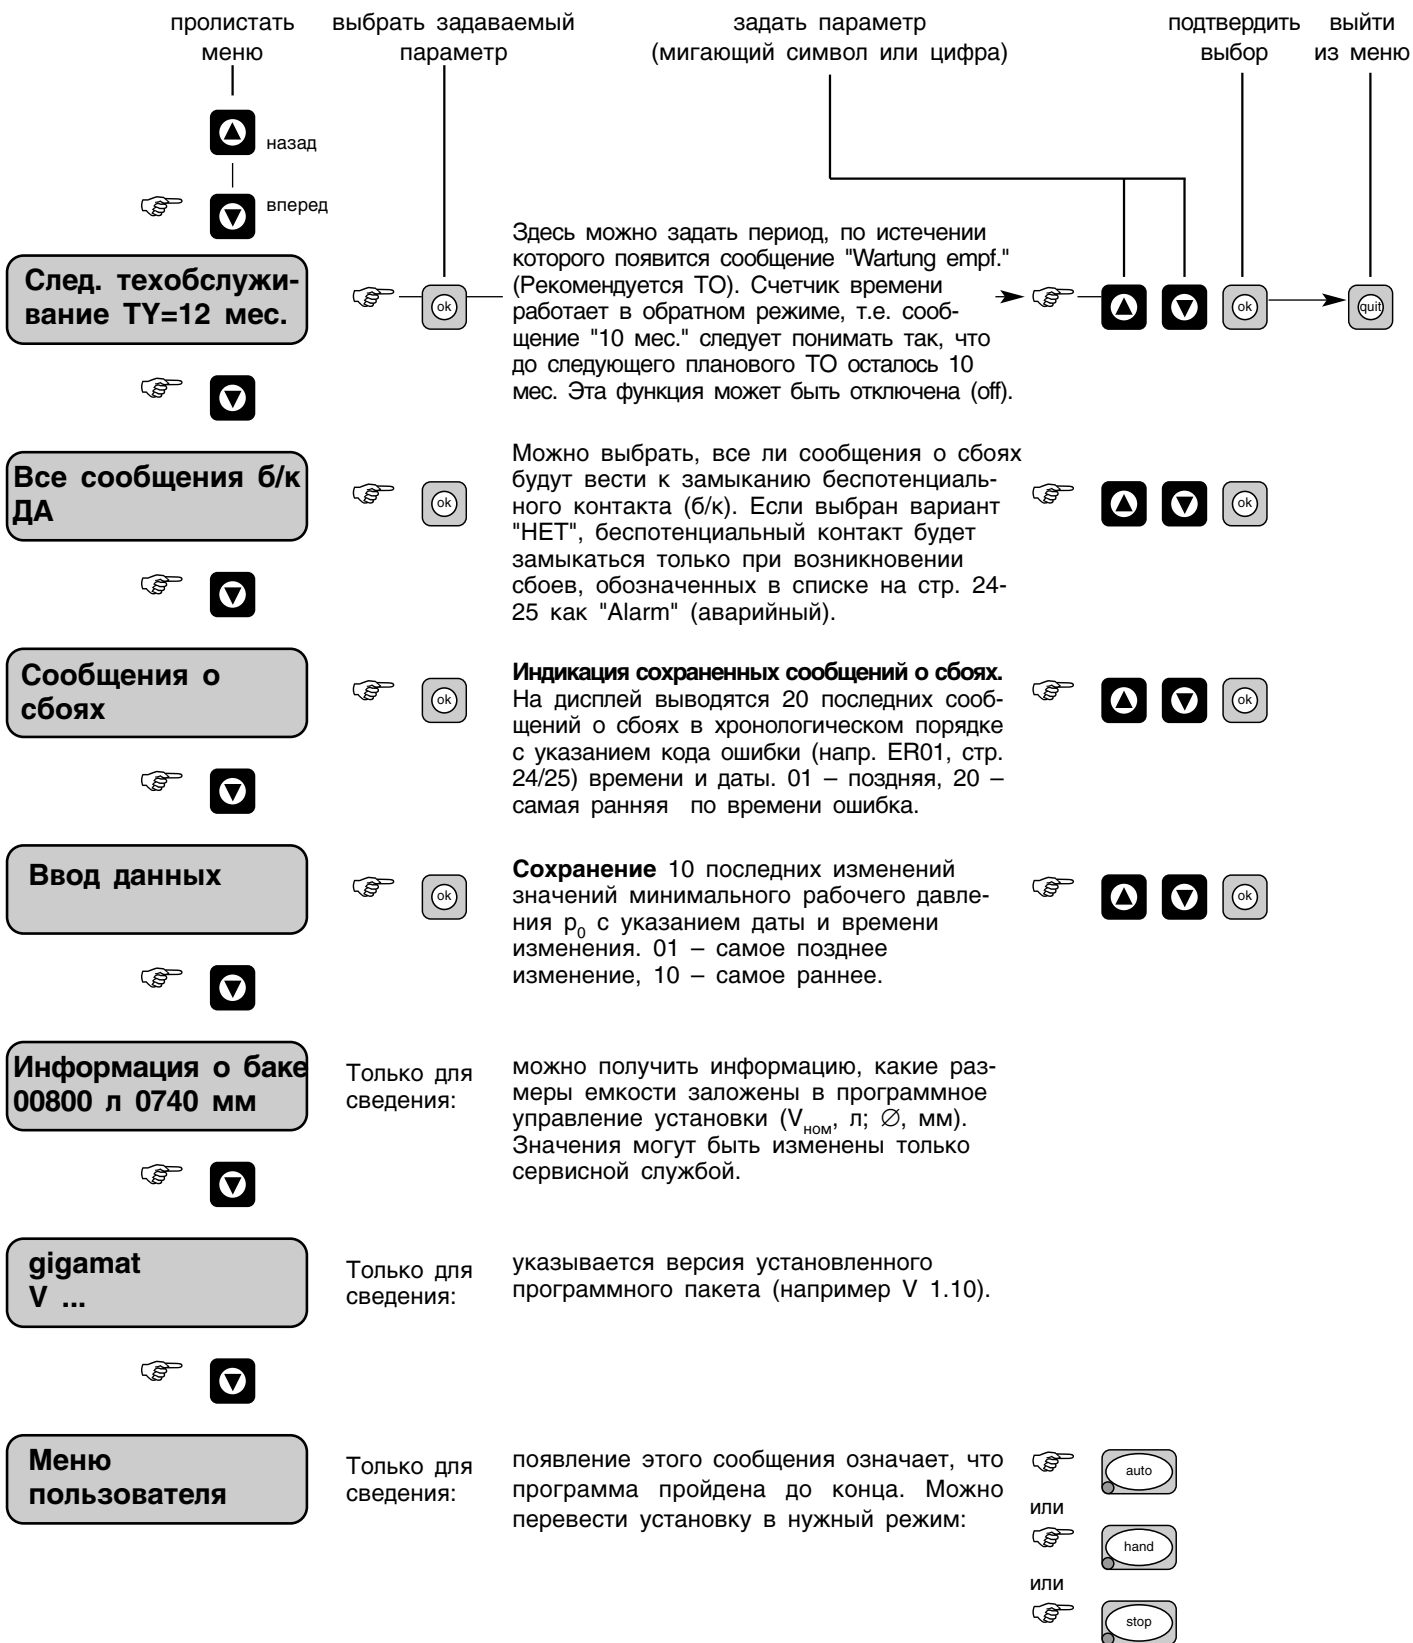 пролистать
меню
выбрать задаваемый
параметр
задать параметр
(мигающий символ или цифра)
подтвердить
выбор
выйти
из меню
назад
вперед
След. техобслужи-
вание TY=12 мес.
ok
Здесь можно задать период, по истечении
которого появится сообщение "Wartung empf."
(Рекомендуется ТО). Счетчик времени
работает в обратном режиме, т.е. сооб-
щение "10 мес." следует понимать так, что
до следующего планового ТО осталось 10
мес. Эта функция может быть отключена (off).
ok
quit
Все сообщения б/к
ДА
ok
Можно выбрать, все ли сообщения о сбоях
будут вести к замыканию беспотенциаль-
ного контакта (б/к). Если выбран вариант
"НЕТ", беспотенциальный контакт будет
замыкаться только при возникновении
сбоев, обозначенных в списке на стр. 24-
25 как "Alarm" (аварийный).
ok
Сообщения о
сбоях
ok
Индикация сохраненных сообщений о сбоях.
На дисплей выводятся 20 последних сооб-
щений о сбоях в хронологическом порядке
с указанием кода ошибки (напр. ER01, стр.
24/25) времени и даты. 01 – поздняя, 20 –
самая ранняя по времени ошибка.
ok
Ввод данных
ok
Сохранение 10 последних изменений
значений минимального рабочего давле-
ния p0 с указанием даты и времени
изменения. 01 – самое позднее
изменение, 10 – самое раннее.
ok
Информация о баке
00800 л 0740 мм
Только для
сведения:
можно получить информацию, какие раз-
меры емкости заложены в программное
управление установки (Vном, л; ∅, мм).
Значения могут быть изменены только
сервисной службой.
gigamat
V ...
Только для
сведения:
указывается версия установленного
программного пакета (например V 1.10).
Меню
пользователя
Только для
сведения:
появление этого сообщения означает, что
программа пройдена до конца. Можно
перевести установку в нужный режим:
auto
или
hand
или
stop